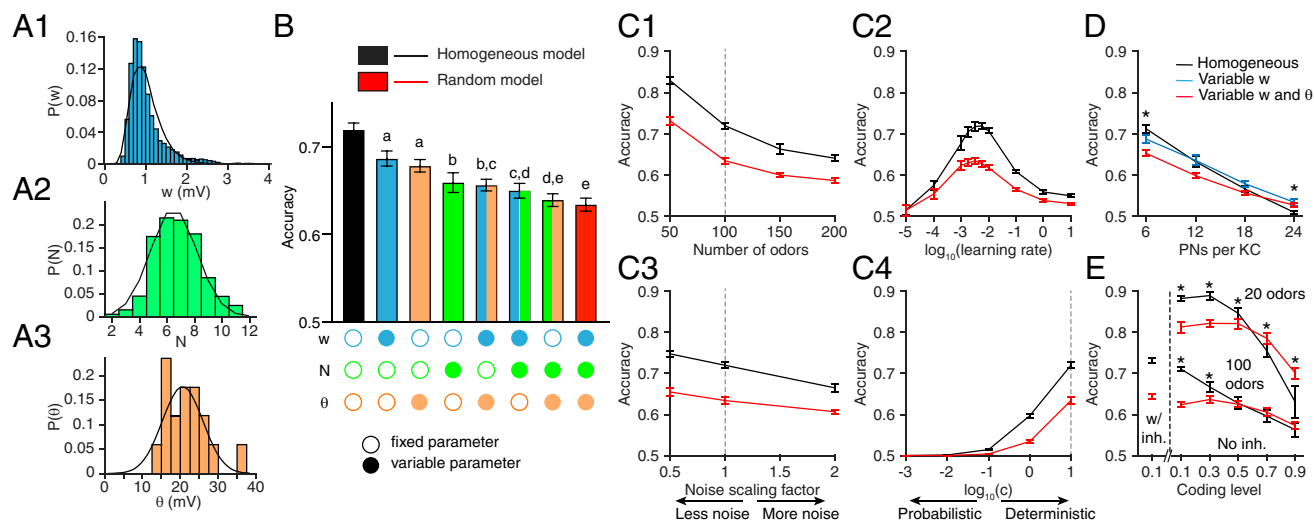 A1
0.16
0.12
0.08
0.04
0
P(w)
0 1 2 3 4
w (mV)
A2
0.2
0.15
0.1
0.05
0
P(N)
2 4 6 8 10 12
N
A3
0.2
0.15
0.1
0.05
0
P(θ)
0 10 20 30 40
θ (mV)
B
Homogeneous model
Random model
0.7
0.6
0.5
Accuracy
a a b b,c c,d d,e e
w
N
θ
fixed parameter
variable parameter
C1
0.9
0.8
0.7
0.6
0.5
Accuracy
50 100 150 200
Number of odors
C2
0.9
0.8
0.7
0.6
0.5
Accuracy
-5 -4 -3 -2 -1 0 1
log10(learning rate)
C3
0.9
0.8
0.7
0.6
0.5
Accuracy
0.5 1 2
Noise scaling factor
Less noise More noise
C4
0.9
0.8
0.7
0.6
0.5
Accuracy
-3 -2 -1 0 1
log10(c)
Probabilistic Deterministic
D
Homogeneous
Variable w
Variable w and θ
0.9
0.8
0.7
0.6
0.5
Accuracy
* *
6 12 18 24
PNs per KC
E
0.9
0.8
0.7
0.6
0.5
Accuracy
20 odors
* * * * *
100 odors
* *
w/ inh.
No inh.
0.1 0.1 0.3 0.5 0.7 0.9
Coding level